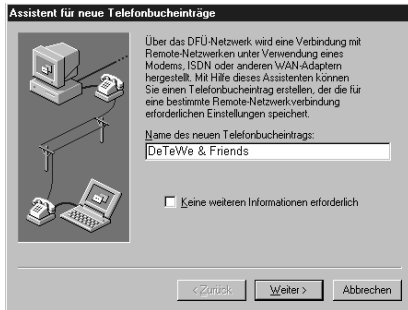 Assistent für neue Telefonbucheinträge
Über das DFÜ-Netzwerk wird eine Verbindung mit
Remote-Netzwerken unter Verwendung eines
Modems, ISDN oder anderen WAN-Adaptern
hergestellt. Mit Hilfe dieses Assistenten können
Sie einen Telefonbucheintrag erstellen, der die für
eine bestimmte Remote-Netzwerkverbindung
erforderlichen Einstellungen speichert.
Name des neuen Telefonbucheintrags:
DeTeWe & Friends
Keine weiteren Informationen erforderlich
< Zurück Weiter > Abbrechen